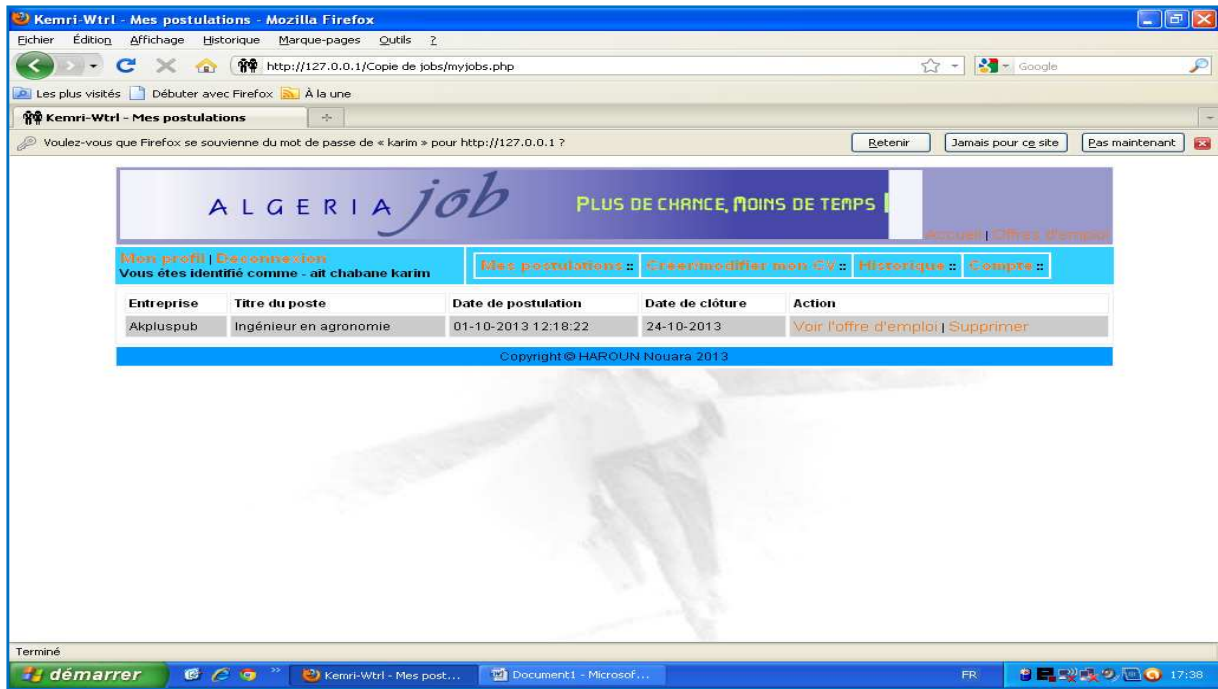 Kemri-Wtrl - Mes postulations - Mozilla Firefox
Fichier Édition Affichage Historique Marque-pages Outils ?
http://127.0.0.1/Copie de jobs/myjobs.php Google
Les plus visités Débuter avec Firefox À la une
Kemri-Wtrl - Mes postulations
Voulez-vous que Firefox se souvienne du mot de passe de « karim » pour http://127.0.0.1 ? Retenir Jamais pour ce site Pas maintenant
ALGERIA job PLUS DE CHANCE, MOINS DE TEMPS
Accueil | Offres d'emploi
Mon profil | Deconnexion
Vous étes identifié comme - ait chabane karim
Mes postulations :: Créer/modifier mon CV :: Historique :: Compte ::
Entreprise Titre du poste Date de postulation Date de clôture Action
Akpluspub Ingénieur en agronomie 01-10-2013 12:18:22 24-10-2013 Voir l'offre d'emploi | Supprimer
Copyright © HAROUN Nouara 2013
Terminé
démarrer Kemri-Wtrl - Mes post... Document1 - Microsof... FR 17:38